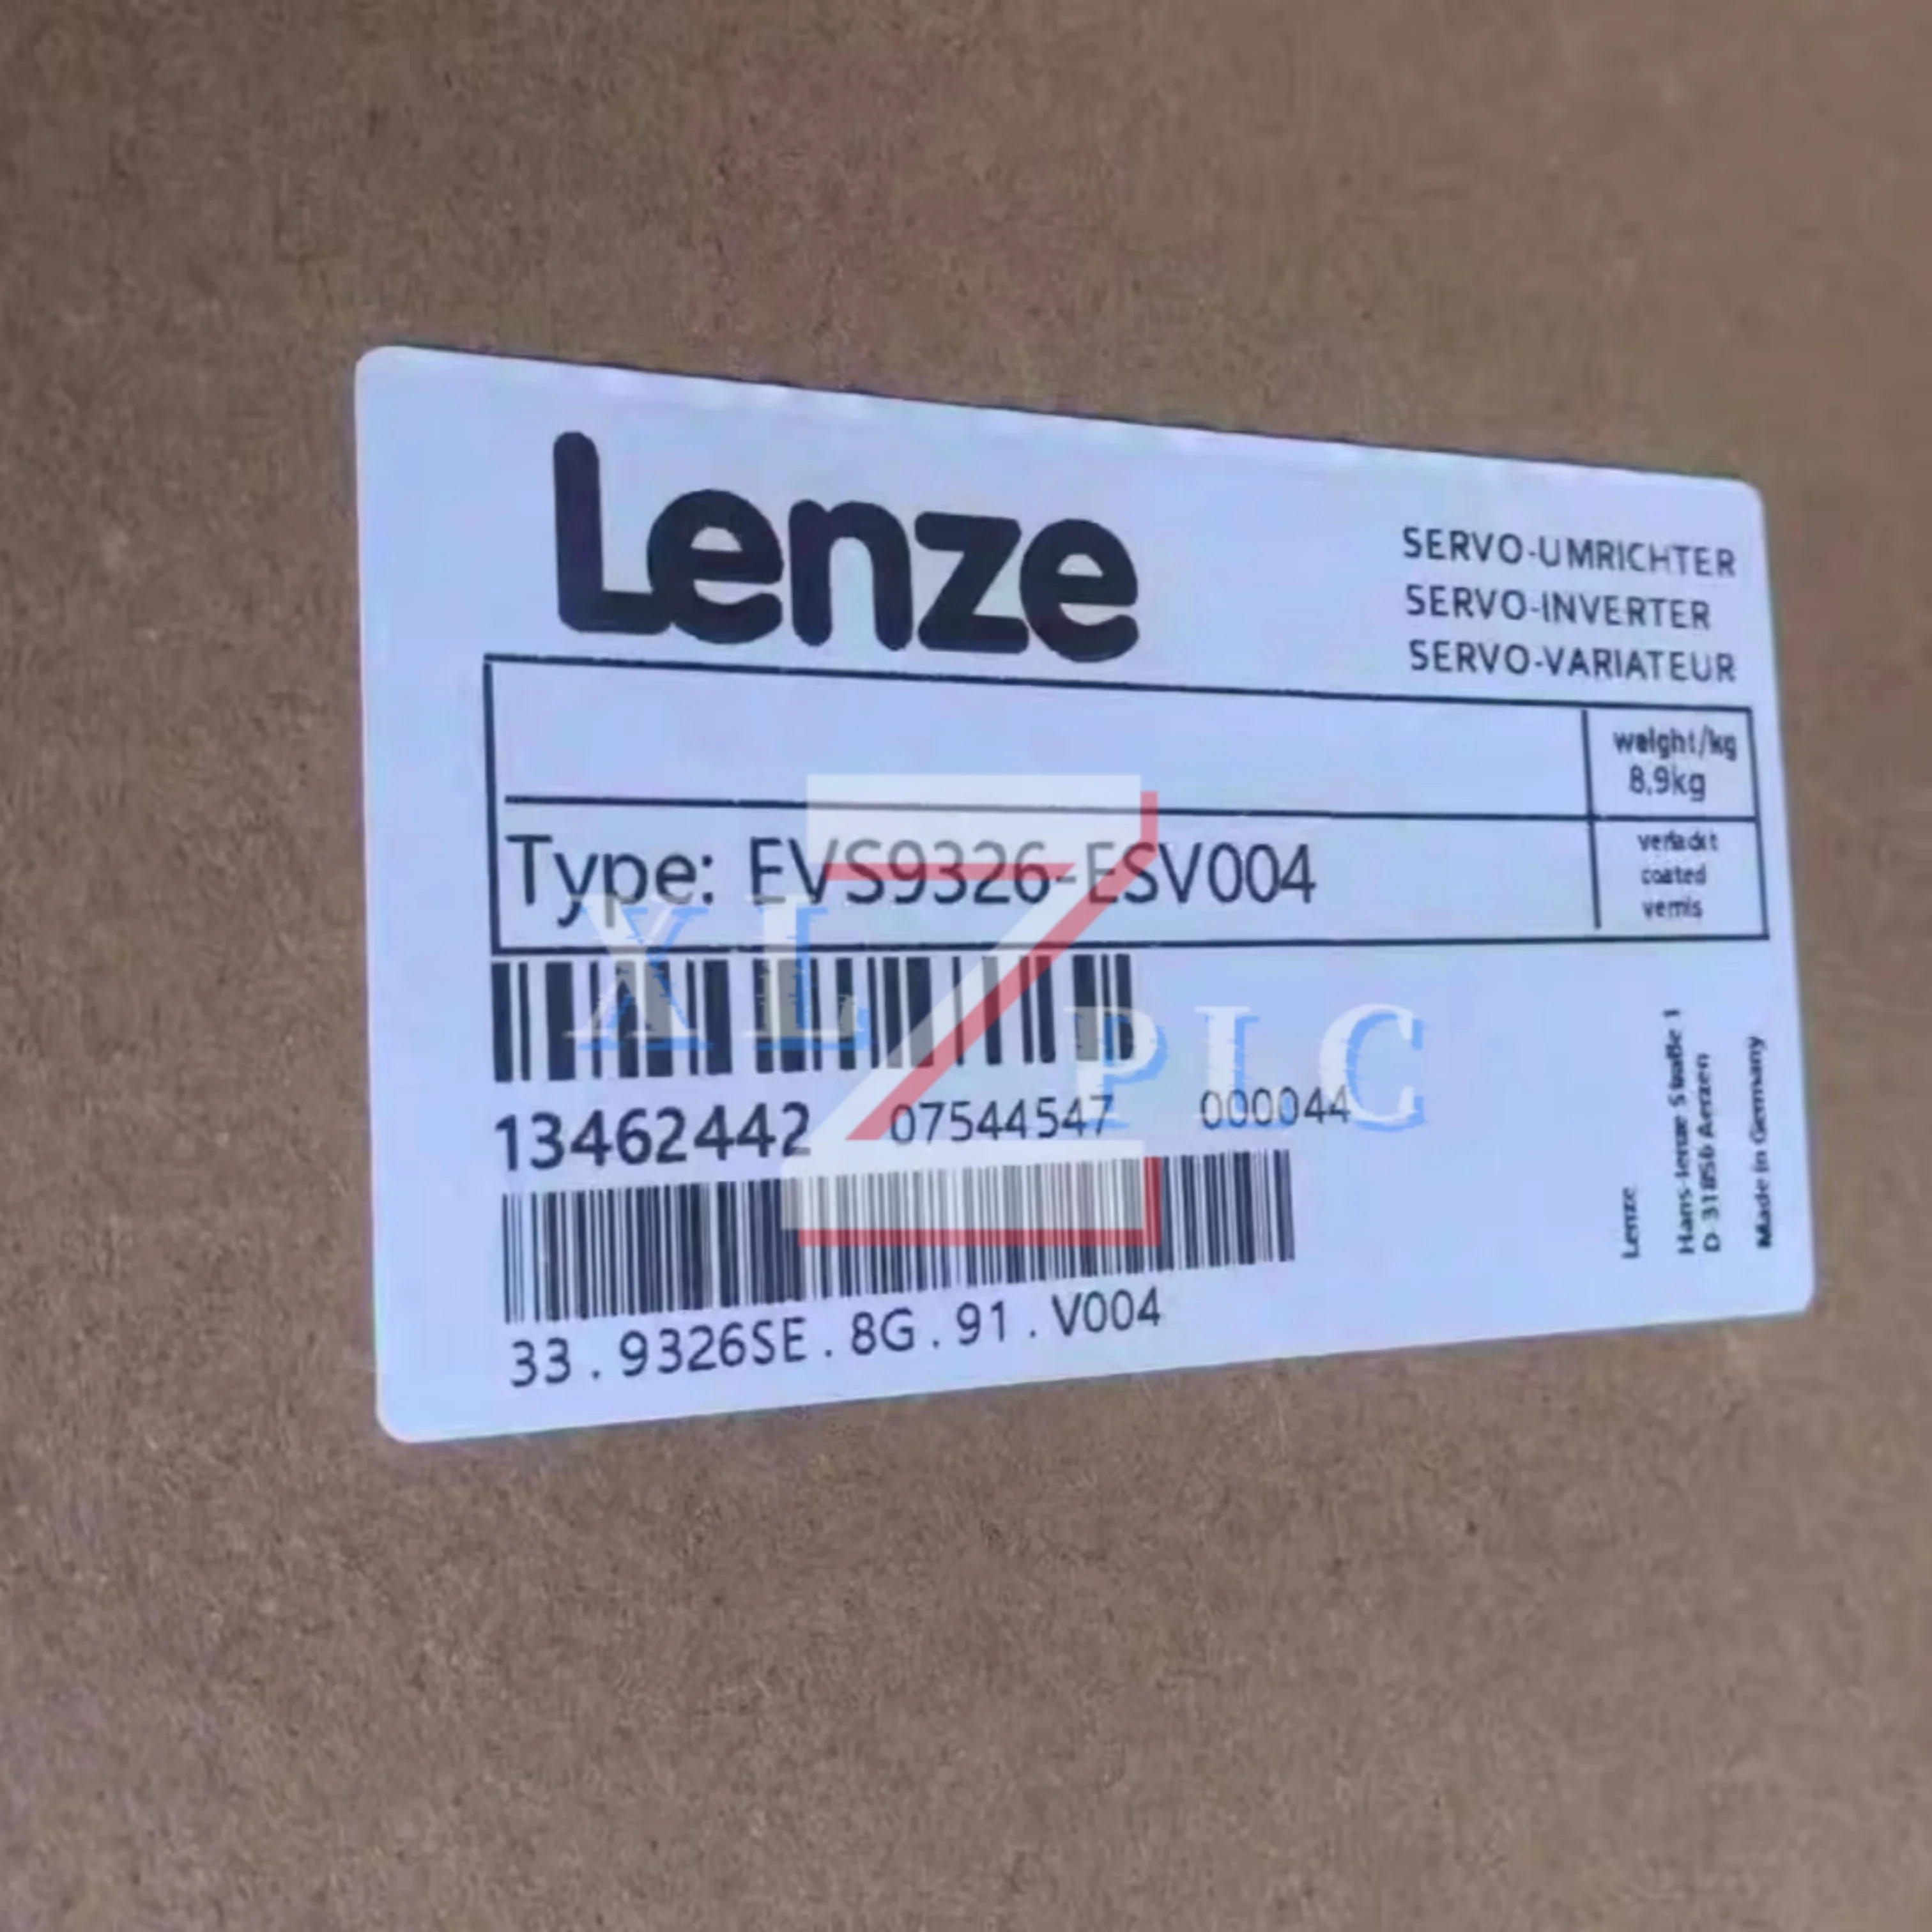 Lenze
SERVO-UMRICHTER
SERVO-INVERTER
SERVO-VARIATEUR
weight/kg
8.9kg
Type: EVS9326-ESV004
verlackt
coated
vernis
13462442 07544547 000044
33.9326SE.8G.91.V004
Lenze
Hans-Lenze Straße 1
D-31856 Aerzen
Made in Germany
XL Z PLC